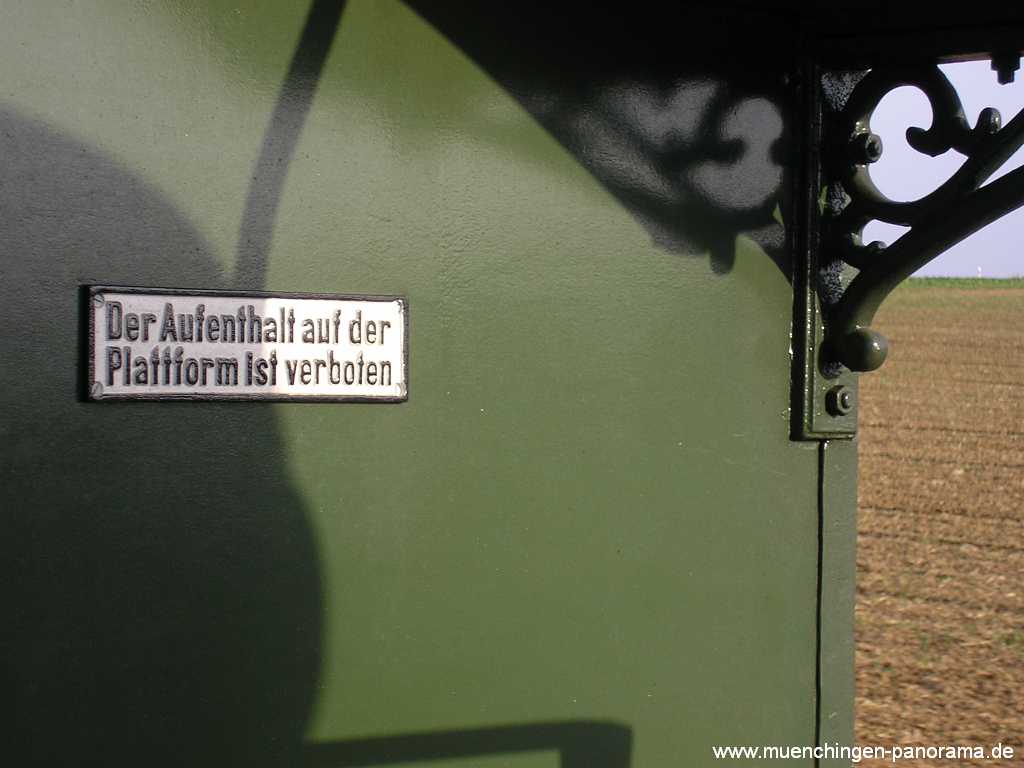 Der Aufenthalt auf der
Plattform ist verboten
www.muenchingen-panorama.de